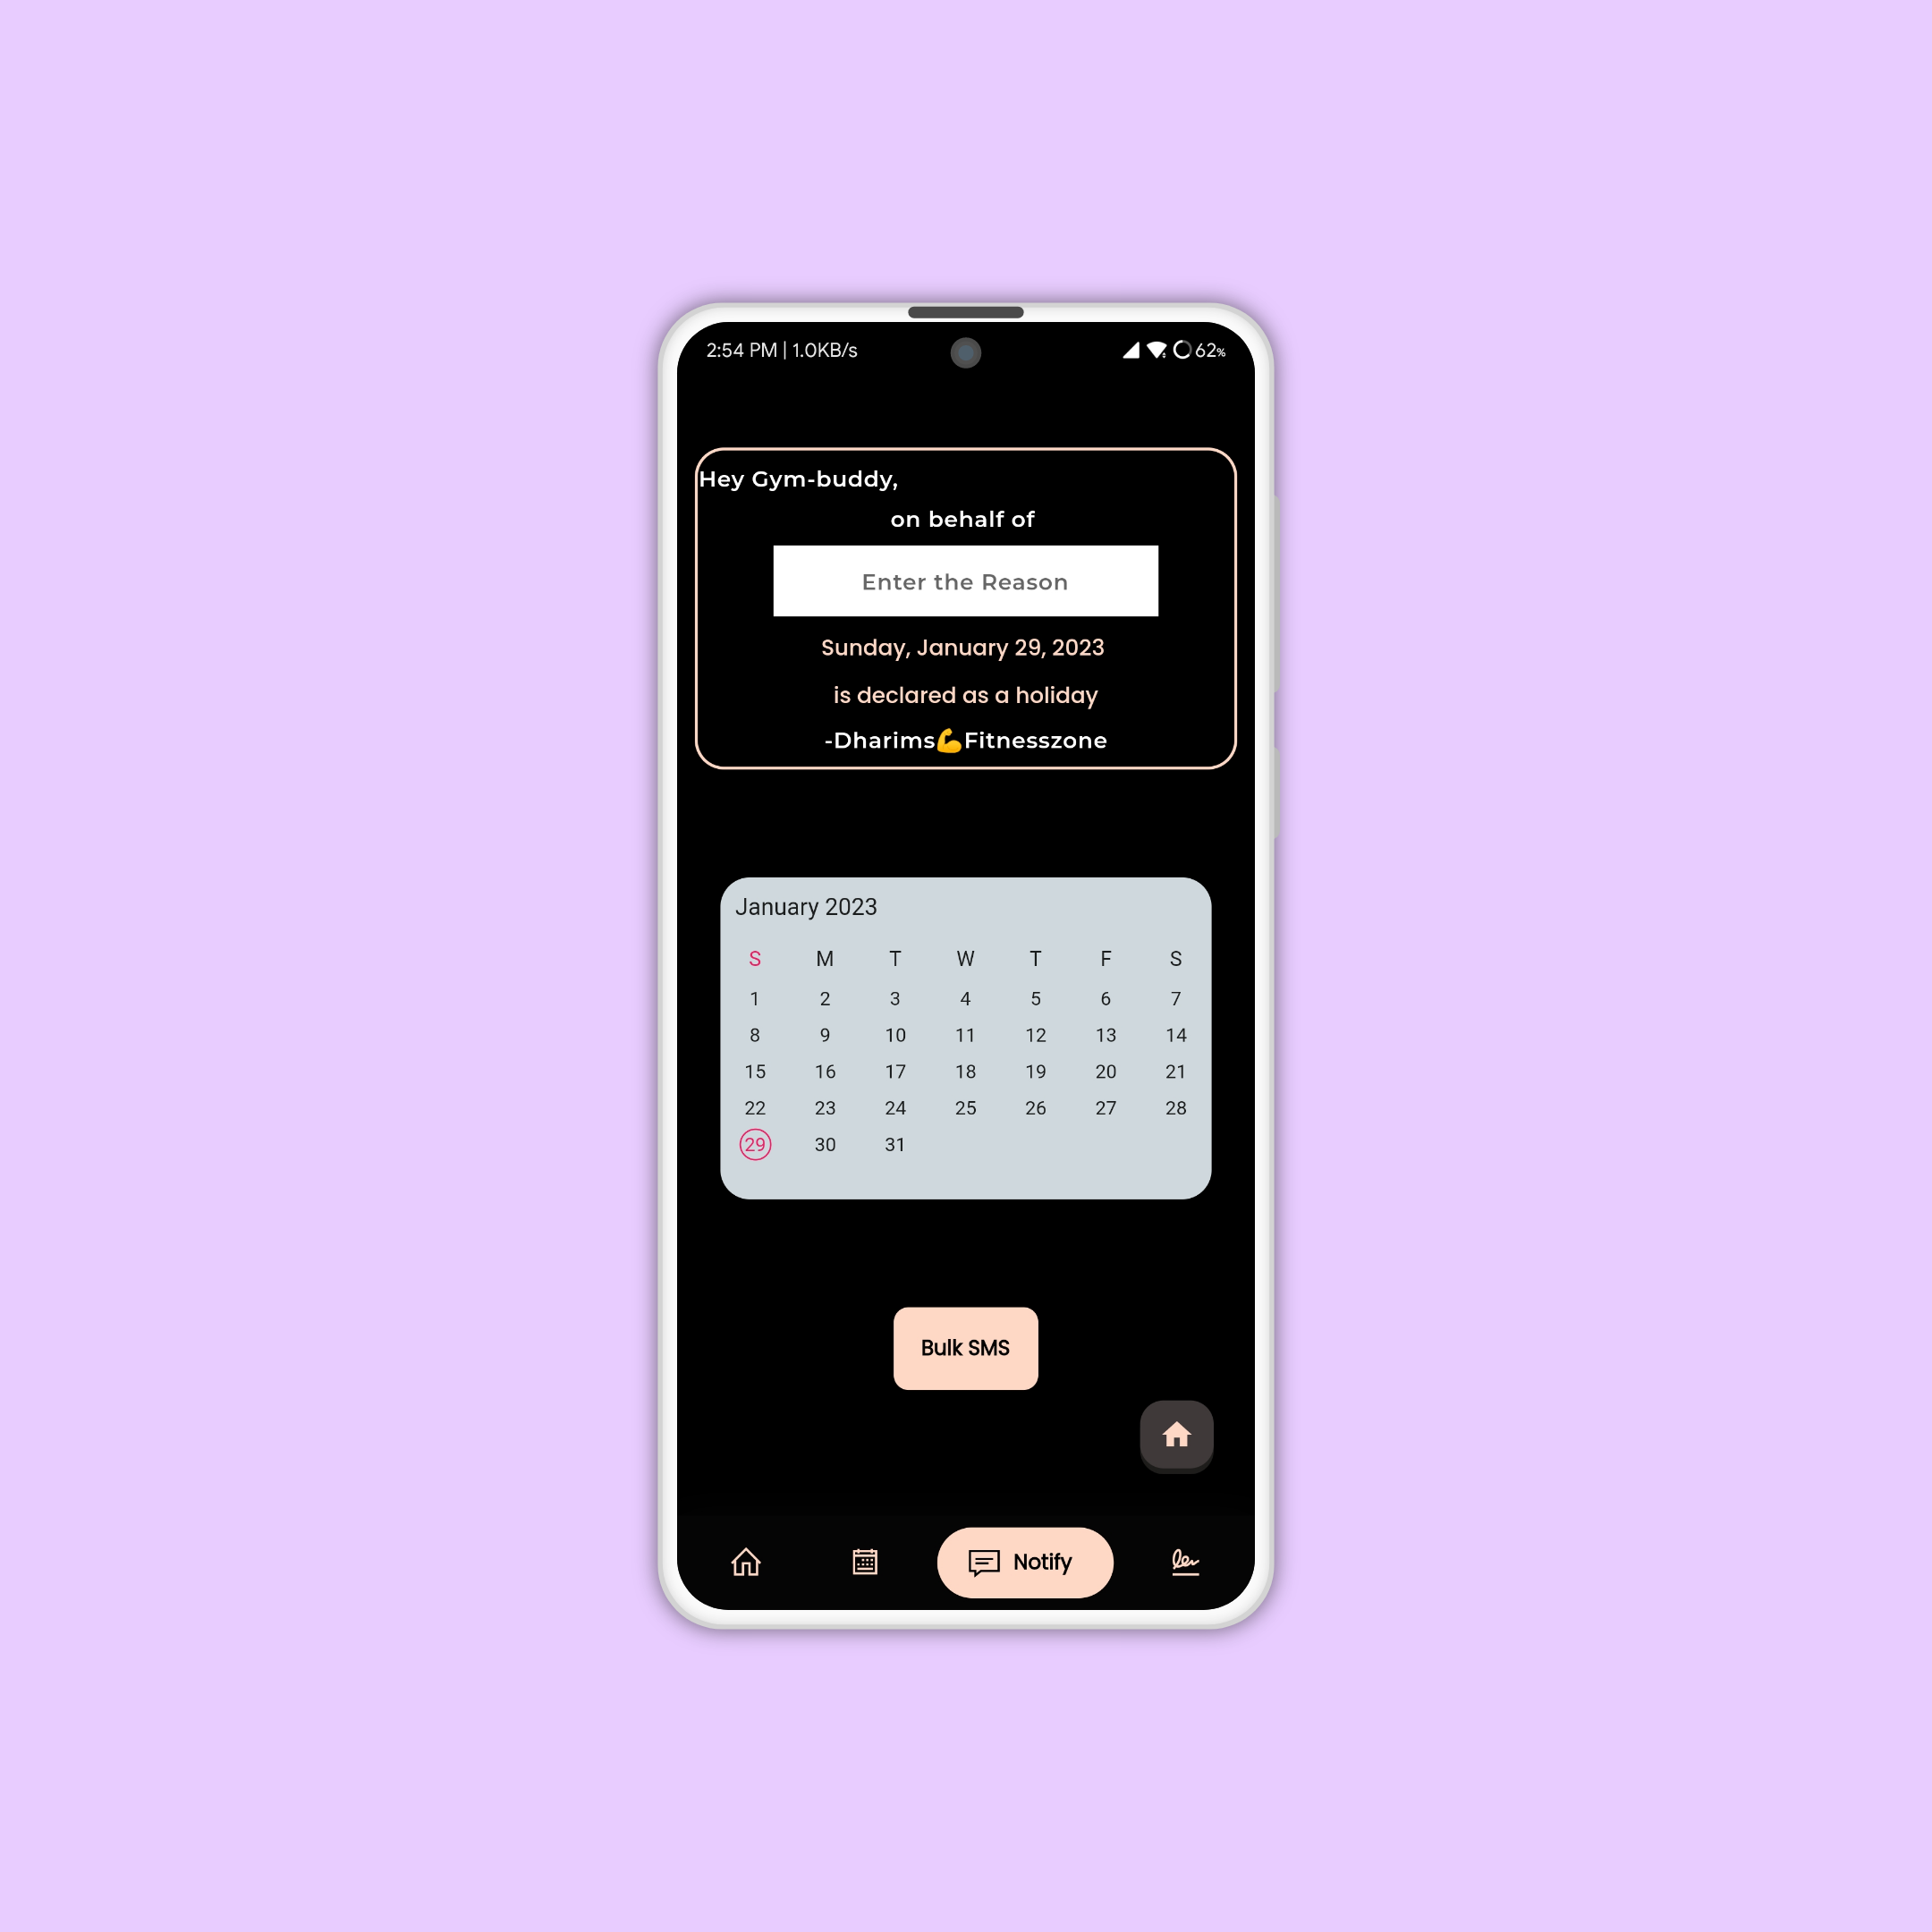 2:54 PM | 1.0KB/s 62%
Hey Gym-buddy,
on behalf of
Enter the Reason
Sunday, January 29, 2023
is declared as a holiday
-Dharims💪Fitnesszone
January 2023
S M T W T F S
1 2 3 4 5 6 7
8 9 10 11 12 13 14
15 16 17 18 19 20 21
22 23 24 25 26 27 28
29 30 31
Bulk SMS
Notify